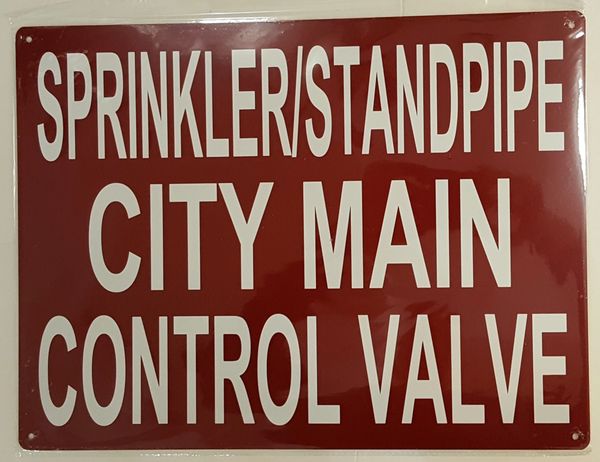 SPRINKLER/STANDPIPE
CITY MAIN
CONTROL VALVE